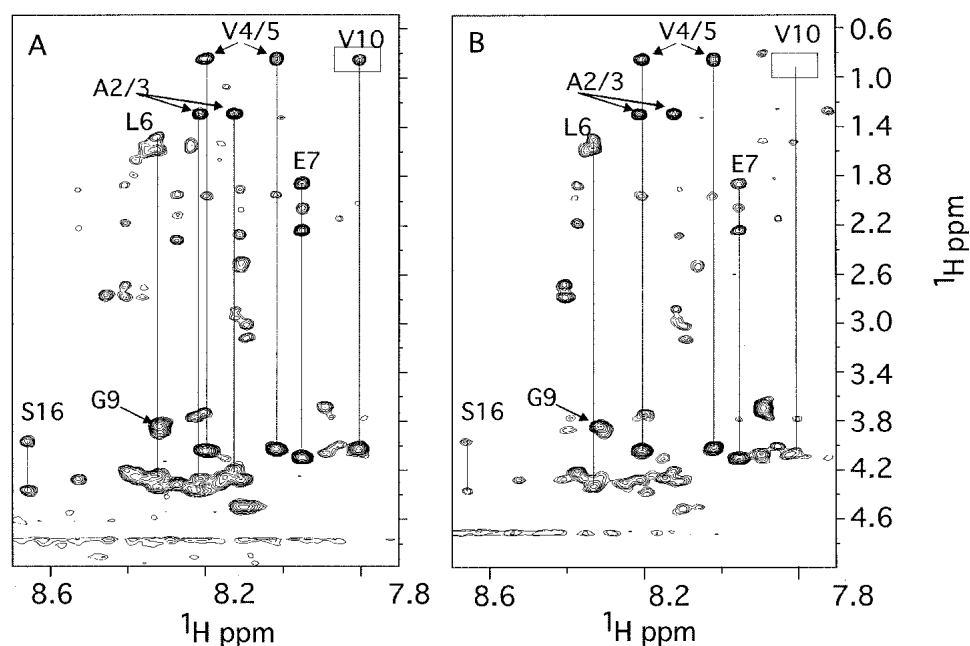 A
V4/5
V10
A2/3
L6
E7
G9
S16
8.6
8.2
7.8
¹H ppm
B
V4/5
V10
A2/3
L6
E7
G9
S16
8.6
8.2
7.8
¹H ppm
0.6
1.0
1.4
1.8
2.2
2.6
3.0
3.4
3.8
4.2
4.6
¹H ppm